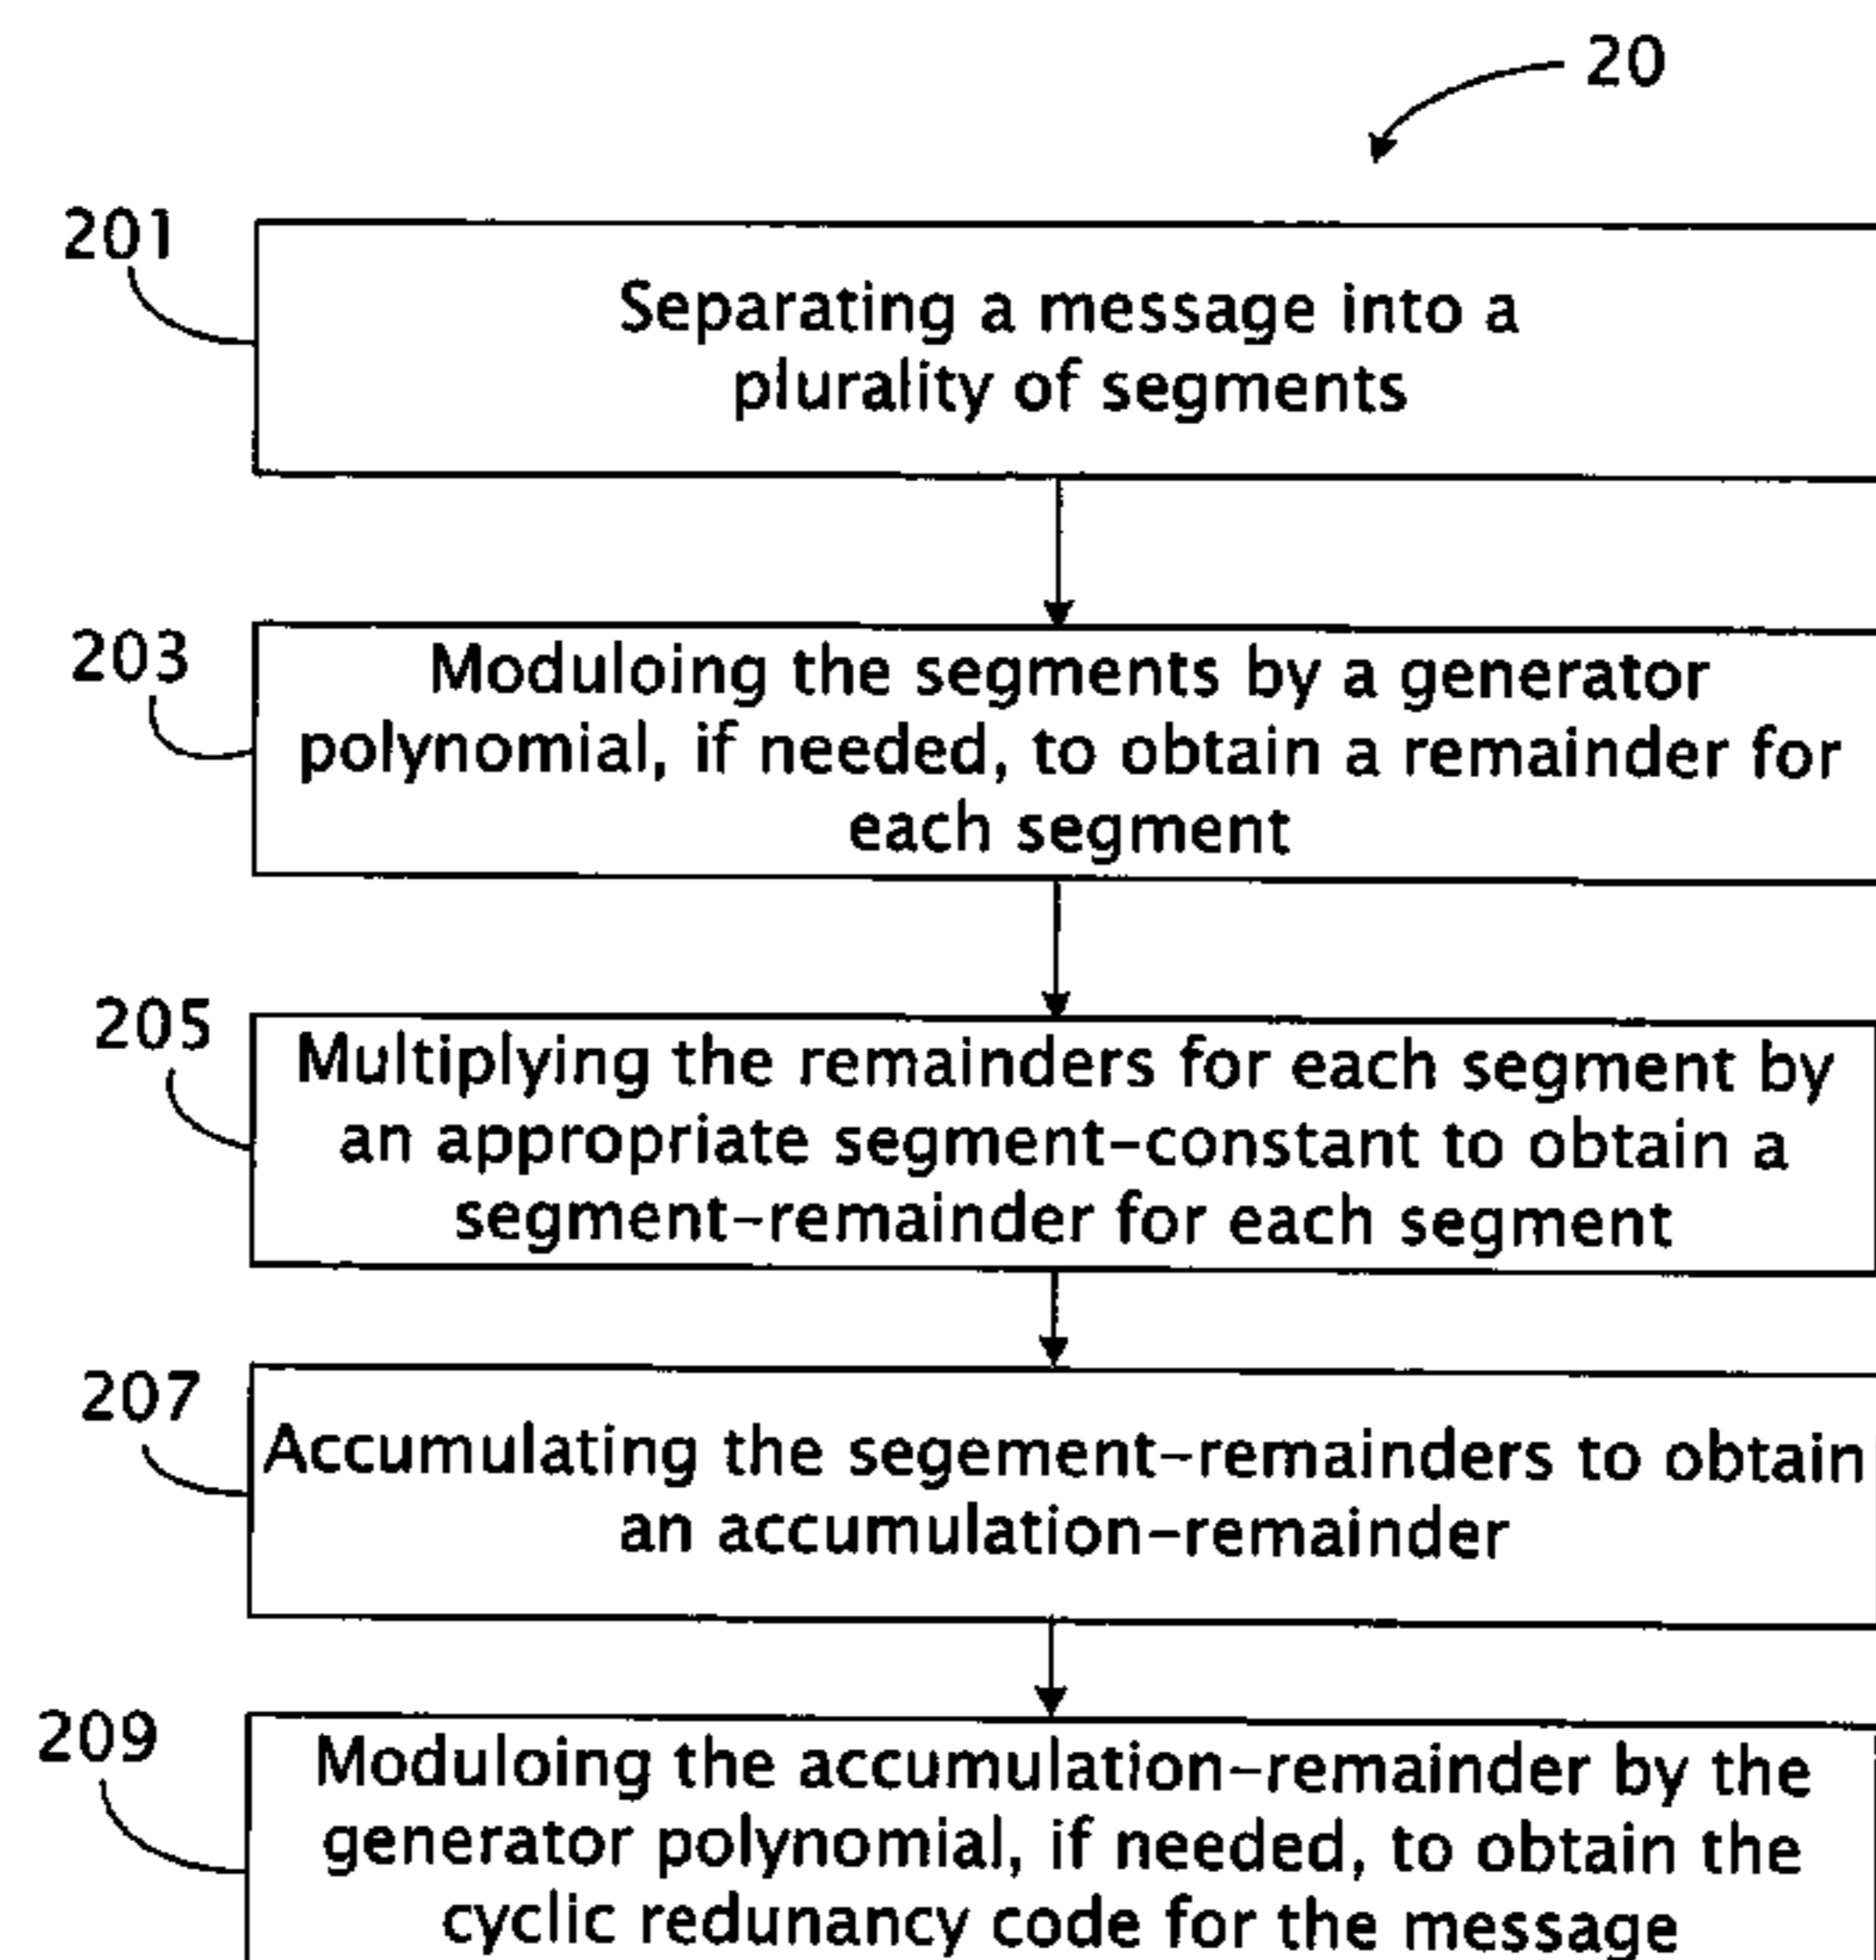 20
201
Separating a message into a
plurality of segments
203
Moduloing the segments by a generator
polynomial, if needed, to obtain a remainder for
each segment
205
Multiplying the remainders for each segment by
an appropriate segment-constant to obtain a
segment-remainder for each segment
207
Accumulating the segement-remainders to obtain
an accumulation-remainder
209
Moduloing the accumulation-remainder by the
generator polynomial, if needed, to obtain the
cyclic redunancy code for the message